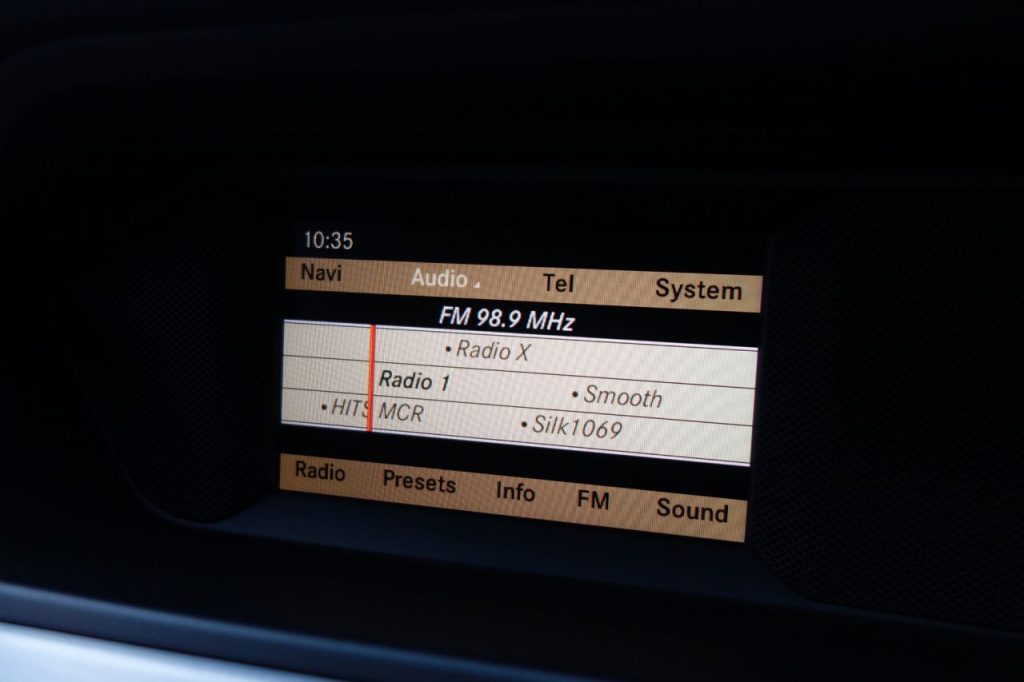 10:35
Navi Audio Tel System
FM 98.9 MHz
•Radio X
Radio 1 •Smooth
•HITS MCR •Silk1069
Radio Presets Info FM Sound